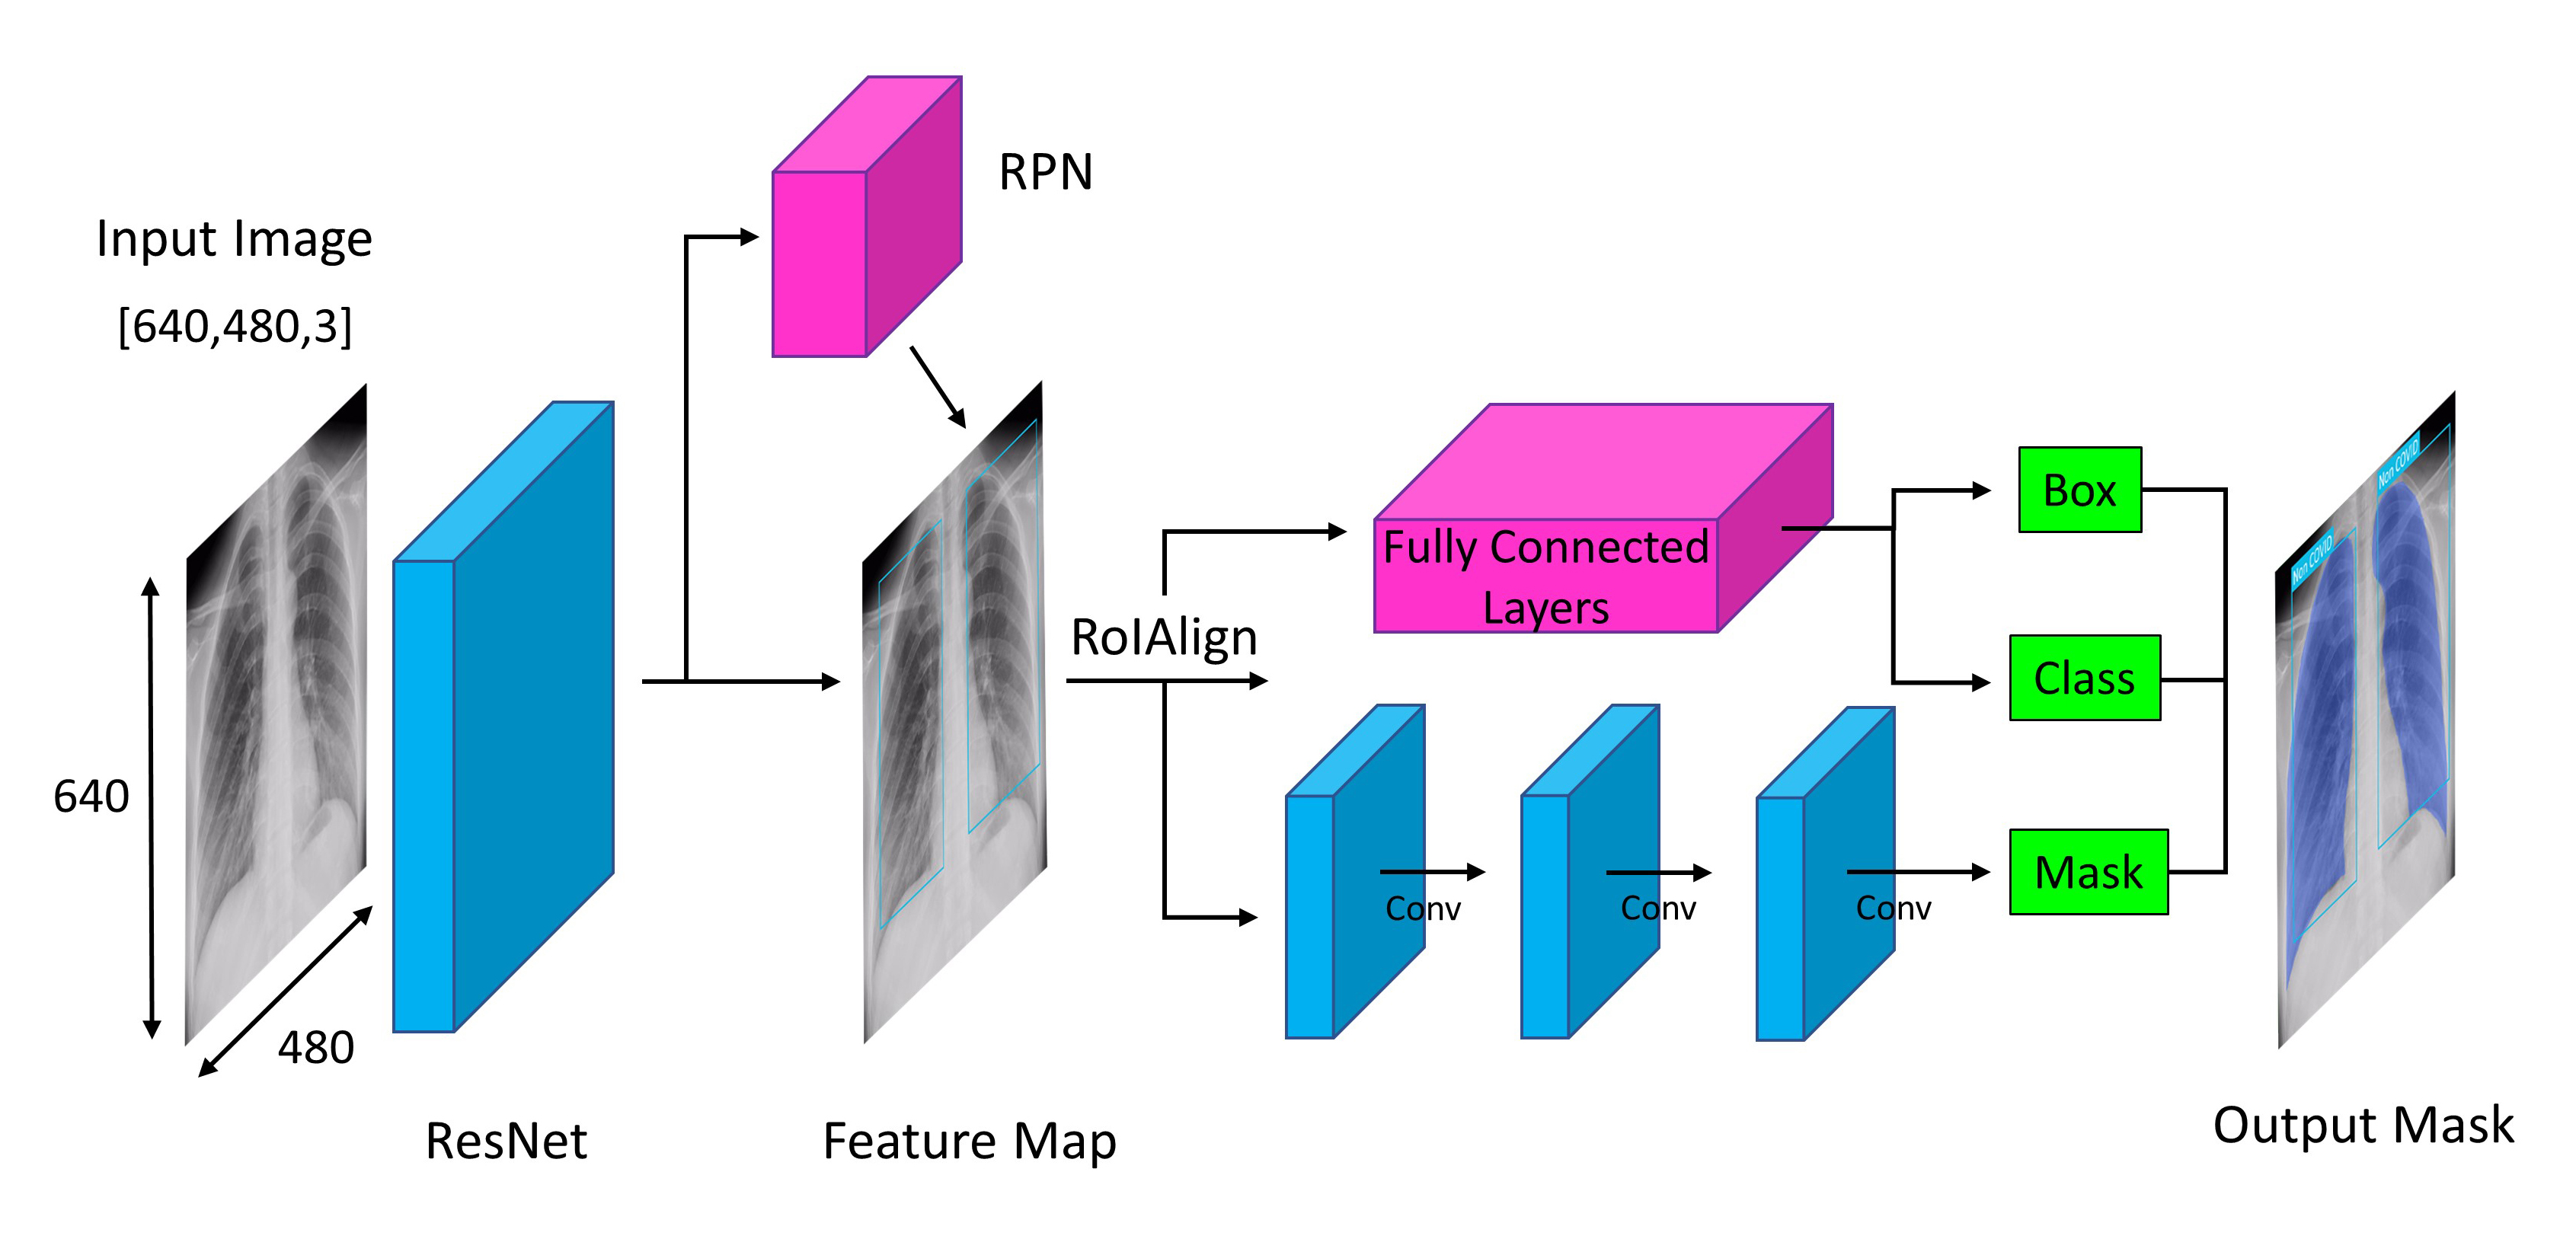 RPN
Input Image
[640,480,3]
640
480
ResNet
Feature Map
RoIAlign
Fully Connected
Layers
Conv
Conv
Conv
Box
Class
Mask
Non COVID
Non COVID
Output Mask